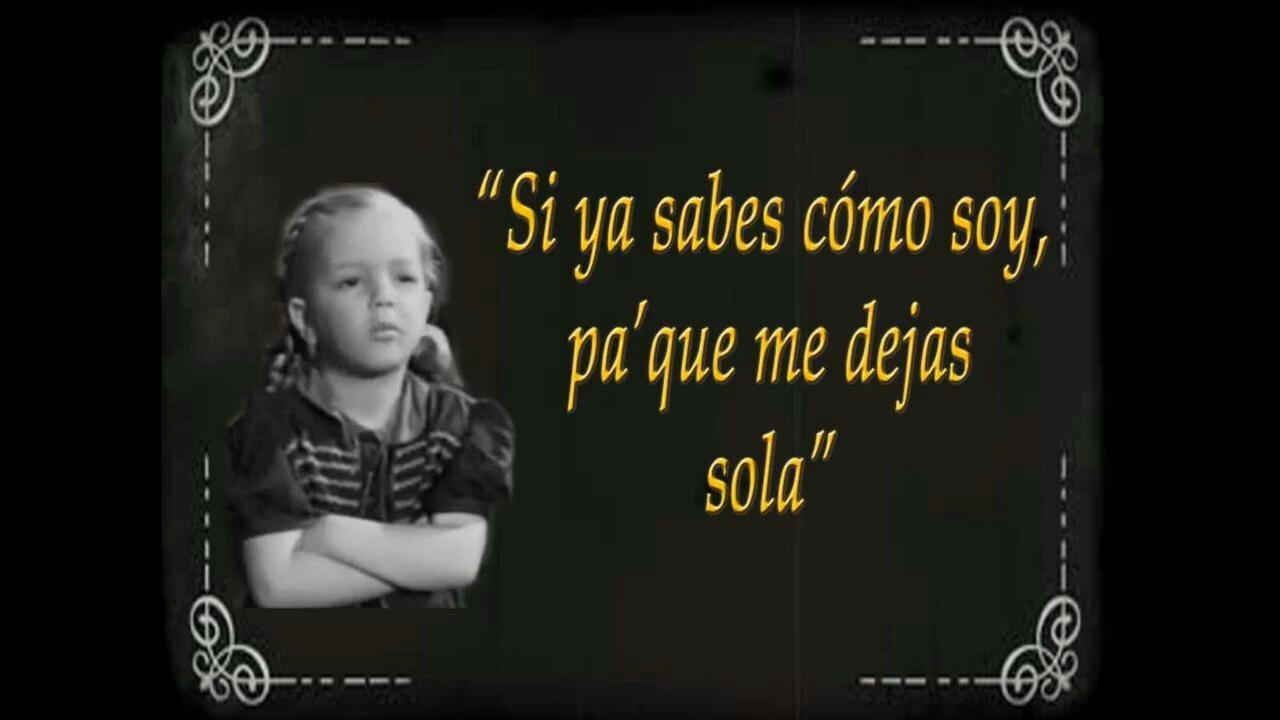 “Si ya sabes cómo soy,
pa’que me dejas
sola”